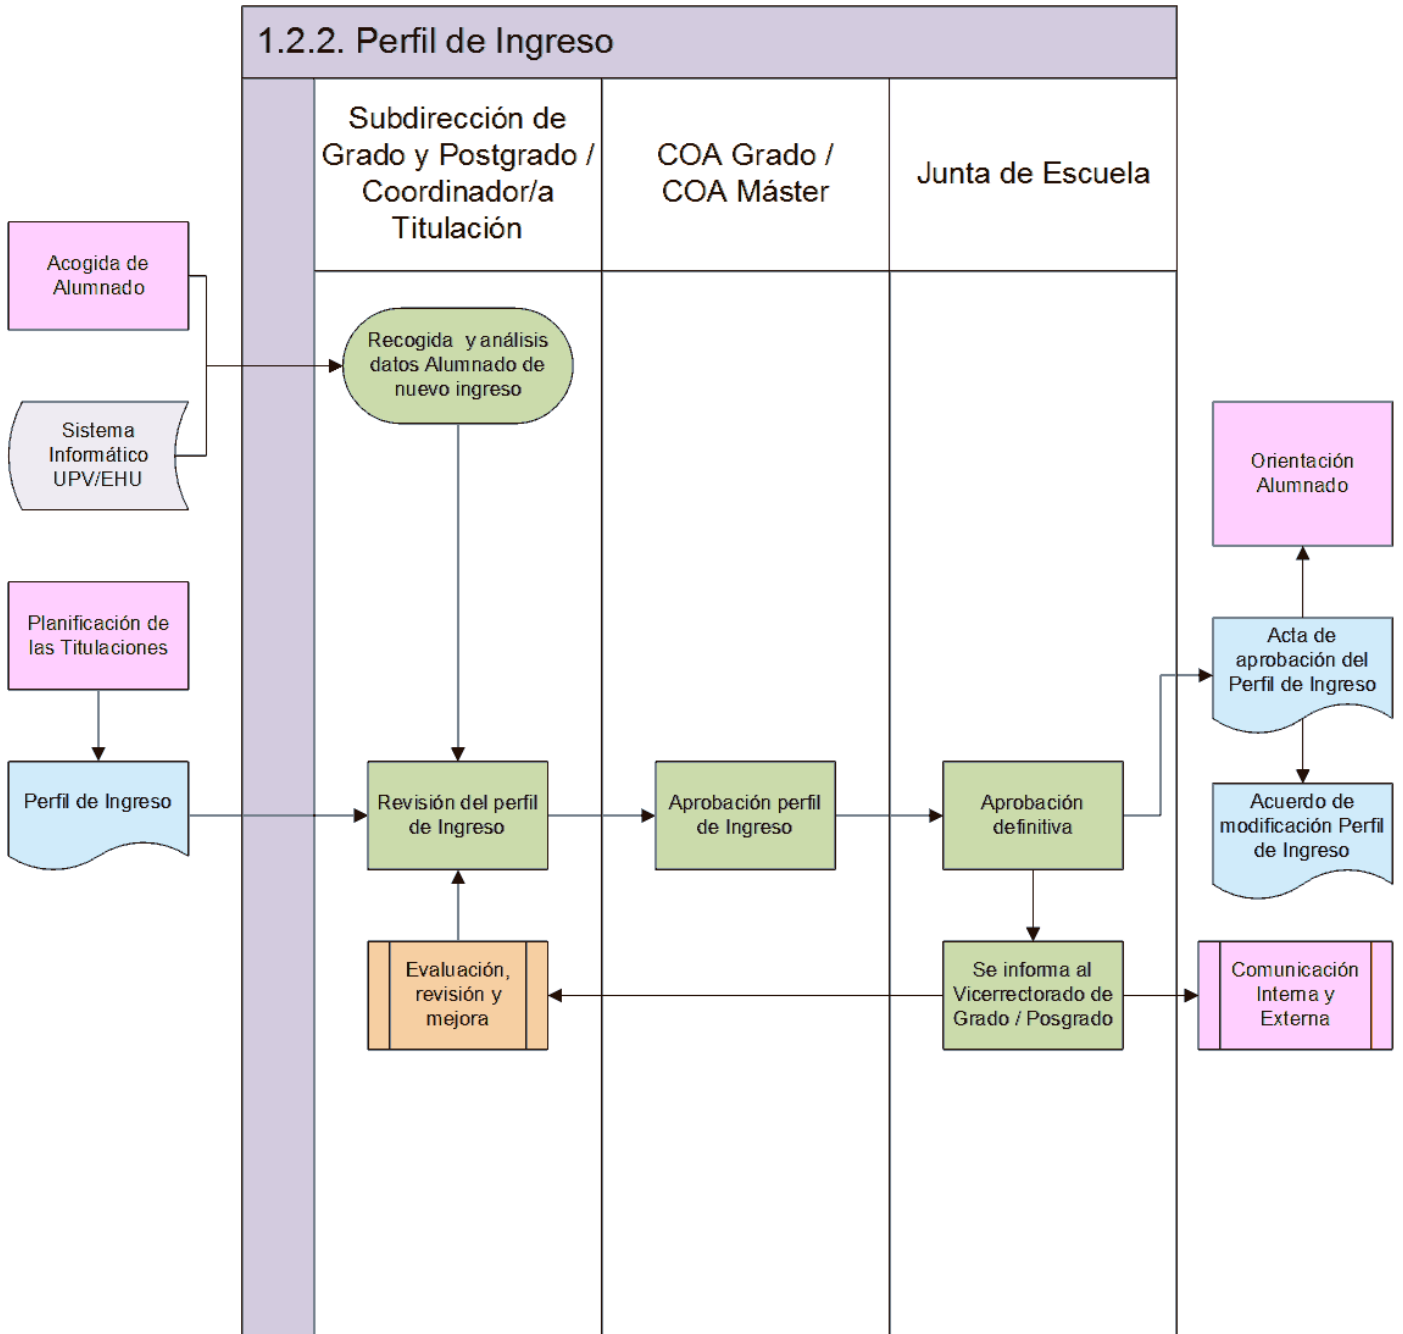 1.2.2. Perfil de Ingreso
Subdirección de
Grado y Postgrado /
Coordinador/a
Titulación
COA Grado /
COA Máster
Junta de Escuela
Acogida de
Alumnado
Recogida y análisis
datos Alumnado de
nuevo ingreso
Sistema
Informático
UPV/EHU
Orientación
Alumnado
Planificación de
las Titulaciones
Acta de
aprobación del
Perfil de Ingreso
Perfil de Ingreso
Revisión del perfil
de Ingreso
Aprobación perfil
de Ingreso
Aprobación
definitiva
Acuerdo de
modificación Perfil
de Ingreso
Evaluación,
revisión y
mejora
Se informa al
Vicerrectorado de
Grado / Posgrado
Comunicación
Interna y
Externa